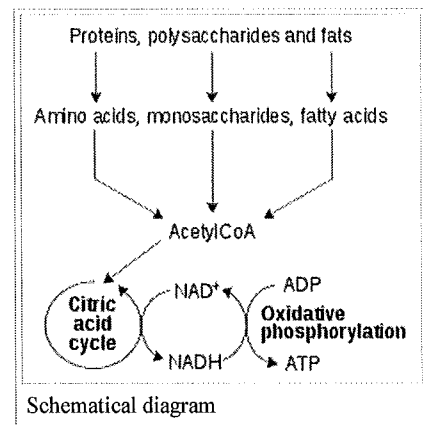 Proteins, polysaccharides and fats
Amino acids, monosaccharides, fatty acids
AcetylCoA
Citric
acid
cycle
NAD⁺
NADH
ADP
Oxidative
phosphorylation
ATP
Schematical diagram